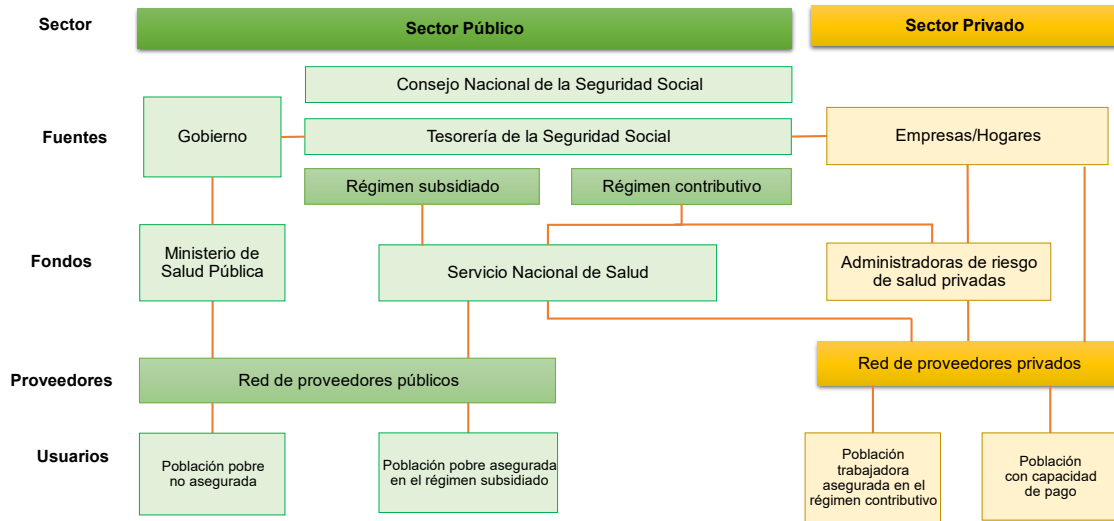 Sector
Sector Público
Sector Privado
Consejo Nacional de la Seguridad Social
Fuentes
Gobierno
Tesorería de la Seguridad Social
Empresas/Hogares
Régimen subsidiado
Régimen contributivo
Fondos
Ministerio de
Salud Pública
Servicio Nacional de Salud
Administradoras de riesgo
de salud privadas
Proveedores
Red de proveedores públicos
Red de proveedores privados
Usuarios
Población pobre
no asegurada
Población pobre asegurada
en el régimen subsidiado
Población
trabajadora
asegurada en el
régimen contributivo
Población
con capacidad
de pago